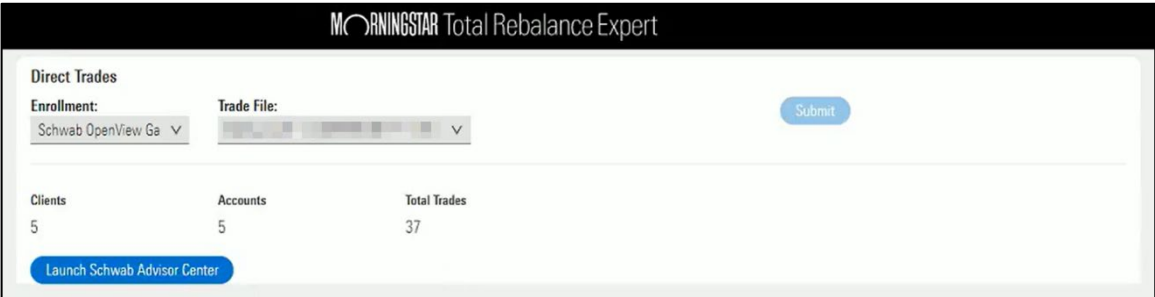 MORNINGSTAR Total Rebalance Expert
Direct Trades
Enrollment: Trade File:
Schwab OpenView Ga
Submit
Clients Accounts Total Trades
5 5 37
Launch Schwab Advisor Center